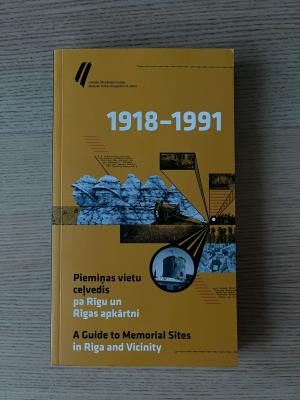 1918–1991
Piemiņas vietu
ceļvedis
pa Rīgu un
Rīgas apkārtni
A Guide to Memorial Sites
in Riga and Vicinity